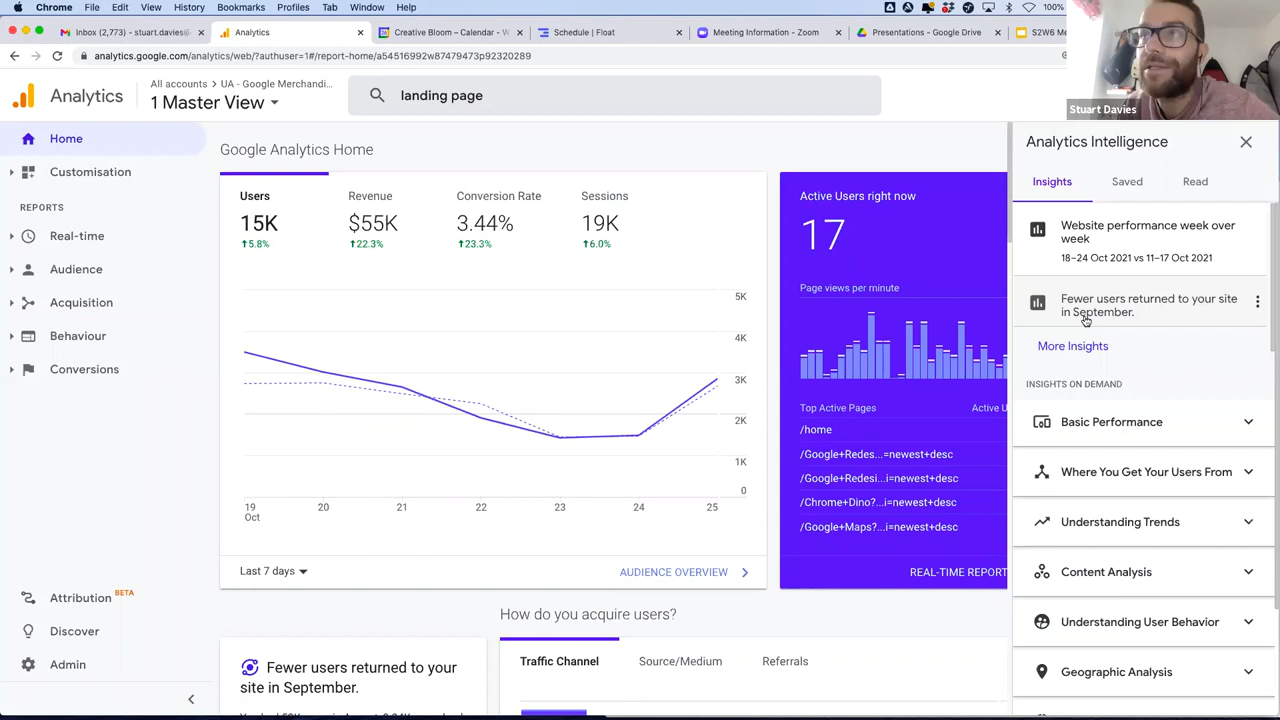 Chrome File Edit View History Bookmarks Profiles Tab Window Help 100%
Inbox (2,773) - stuart.davies@
Analytics
Creative Bloom – Calendar - W
Schedule | Float
Meeting Information - Zoom
Presentations - Google Drive
S2W6 M
analytics.google.com/analytics/web/?authuser=1#/report-home/a54516992w87479473p92320289
Analytics
All accounts > UA - Google Merchandi...
1 Master View
landing page
Stuart Davies
Home
Customisation
REPORTS
Real-time
Audience
Acquisition
Behaviour
Conversions
Attribution BETA
Discover
Admin
Google Analytics Home
Users Revenue Conversion Rate Sessions
15K $55K 3.44% 19K
↑5.8% ↑22.3% ↑23.3% ↑6.0%
5K
4K
3K
2K
1K
0
19 20 21 22 23 24 25
Oct
Last 7 days
AUDIENCE OVERVIEW
Active Users right now
17
Page views per minute
Top Active Pages Active U
/home
/Google+Redes...=newest+desc
/Google+Redesi...i=newest+desc
/Chrome+Dino?...i=newest+desc
/Google+Maps?...i=newest+desc
REAL-TIME REPORT
How do you acquire users?
Fewer users returned to your
site in September.
Traffic Channel Source/Medium Referrals
Analytics Intelligence
Insights Saved Read
Website performance week over
week
18–24 Oct 2021 vs 11–17 Oct 2021
Fewer users returned to your site
in September.
More Insights
INSIGHTS ON DEMAND
Basic Performance
Where You Get Your Users From
Understanding Trends
Content Analysis
Understanding User Behavior
Geographic Analysis